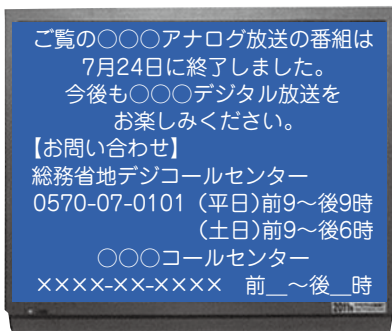 ご覧の○○○アナログ放送の番組は
7月24日に終了しました。
今後も○○○デジタル放送を
お楽しみください。
【お問い合わせ】
総務省地デジコールセンター
0570-07-0101 (平日)前9〜後9時
(土日)前9〜後6時
○○○コールセンター
××××-××-×××× 前__〜後__時